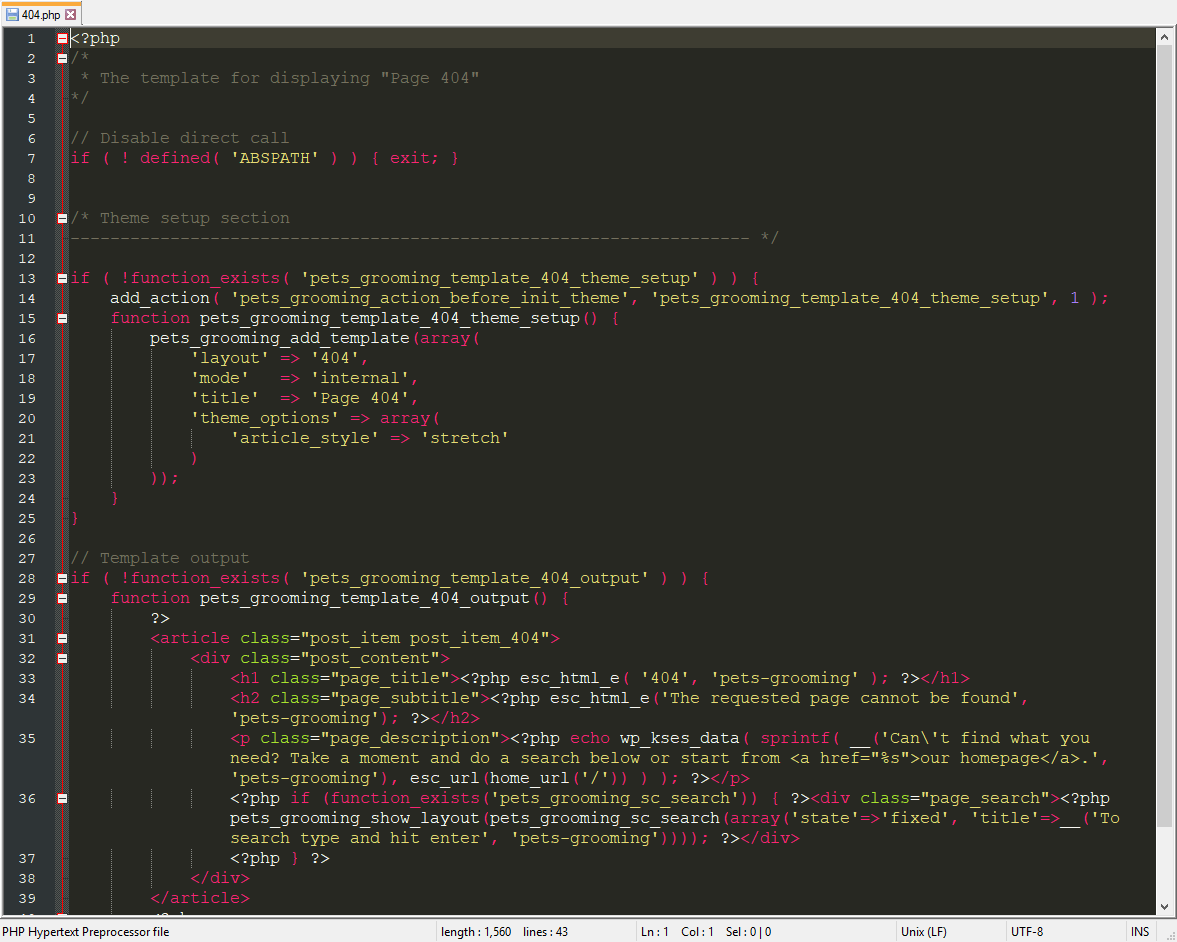 404.php
1 <?php
2 /*
3  * The template for displaying "Page 404"
4 */
5
6 // Disable direct call
7 if ( ! defined( 'ABSPATH' ) ) { exit; }
8
9
10 /* Theme setup section
11 -------------------------------------------------------------------- */
12
13 if ( !function_exists( 'pets_grooming_template_404_theme_setup' ) ) {
14     add_action( 'pets_grooming_action_before_init_theme', 'pets_grooming_template_404_theme_setup', 1 );
15     function pets_grooming_template_404_theme_setup() {
16         pets_grooming_add_template(array(
17             'layout' => '404',
18             'mode'   => 'internal',
19             'title'  => 'Page 404',
20             'theme_options' => array(
21                 'article_style' => 'stretch'
22             )
23         ));
24     }
25 }
26
27 // Template output
28 if ( !function_exists( 'pets_grooming_template_404_output' ) ) {
29     function pets_grooming_template_404_output() {
30         ?>
31         <article class="post_item post_item_404">
32             <div class="post_content">
33                 <h1 class="page_title"><?php esc_html_e( '404', 'pets-grooming' ); ?></h1>
34                 <h2 class="page_subtitle"><?php esc_html_e('The requested page cannot be found',
                'pets-grooming'); ?></h2>
35                 <p class="page_description"><?php echo wp_kses_data( sprintf( __('Can\'t find what you
                need? Take a moment and do a search below or start from <a href="%s">our homepage</a>.',
                'pets-grooming'), esc_url(home_url('/')) ) ); ?></p>
36                 <?php if (function_exists('pets_grooming_sc_search')) { ?><div class="page_search"><?php
                pets_grooming_show_layout(pets_grooming_sc_search(array('state'=>'fixed', 'title'=>__('To
                search type and hit enter', 'pets-grooming')))); ?></div>
37                 <?php } ?>
38             </div>
39         </article>
PHP Hypertext Preprocessor file length : 1,560 lines : 43 Ln : 1 Col : 1 Sel : 0 | 0 Unix (LF) UTF-8 INS